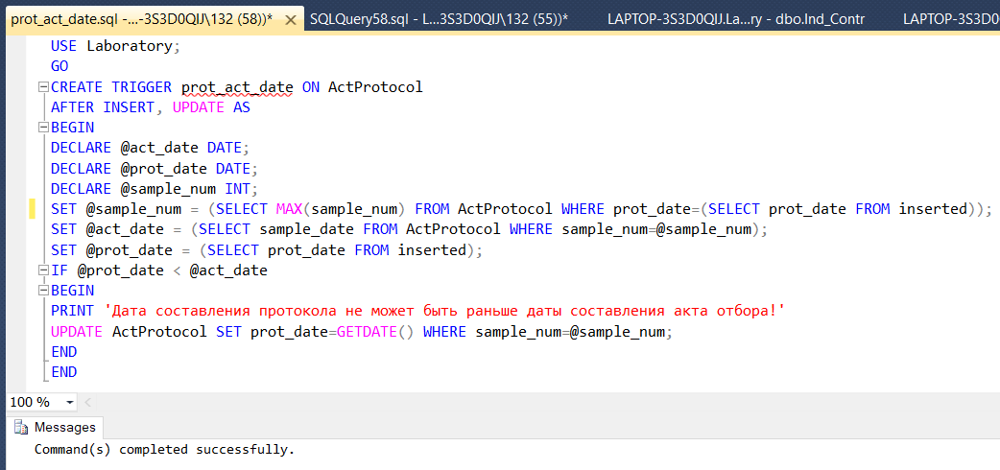 prot_act_date.sql -...-3S3D0QIJ\132 (58))* SQLQuery58.sql - L...3S3D0QIJ\132 (55))* LAPTOP-3S3D0QIJ.La...ry - dbo.Ind_Contr LAPTOP-3S3D0
USE Laboratory;
GO
CREATE TRIGGER prot_act_date ON ActProtocol
AFTER INSERT, UPDATE AS
BEGIN
DECLARE @act_date DATE;
DECLARE @prot_date DATE;
DECLARE @sample_num INT;
SET @sample_num = (SELECT MAX(sample_num) FROM ActProtocol WHERE prot_date=(SELECT prot_date FROM inserted));
SET @act_date = (SELECT sample_date FROM ActProtocol WHERE sample_num=@sample_num);
SET @prot_date = (SELECT prot_date FROM inserted);
IF @prot_date < @act_date
BEGIN
PRINT 'Дата составления протокола не может быть раньше даты составления акта отбора!'
UPDATE ActProtocol SET prot_date=GETDATE() WHERE sample_num=@sample_num;
END
END
100 %
Messages
Command(s) completed successfully.